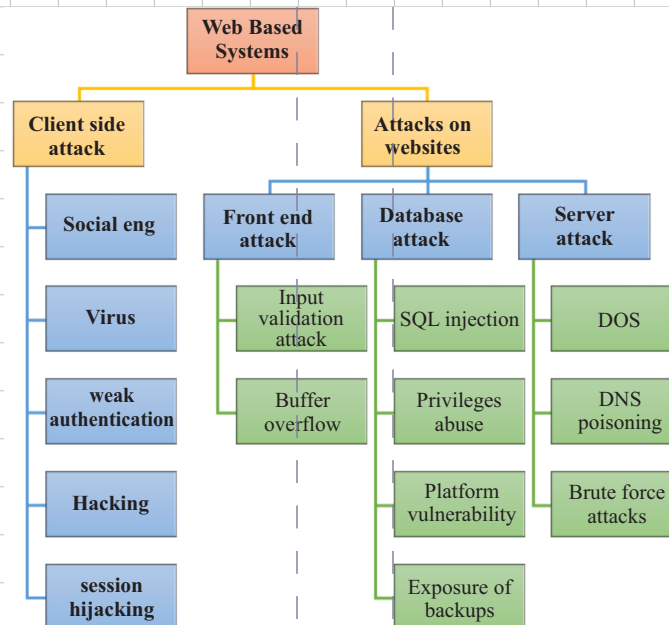 Web Based
Systems
Client side
attack
Attacks on
websites
Social eng
Virus
weak
authentication
Hacking
session
hijacking
Front end
attack
Input
validation
attack
Buffer
overflow
Database
attack
SQL injection
Privileges
abuse
Platform
vulnerability
Exposure of
backups
Server
attack
DOS
DNS
poisoning
Brute force
attacks